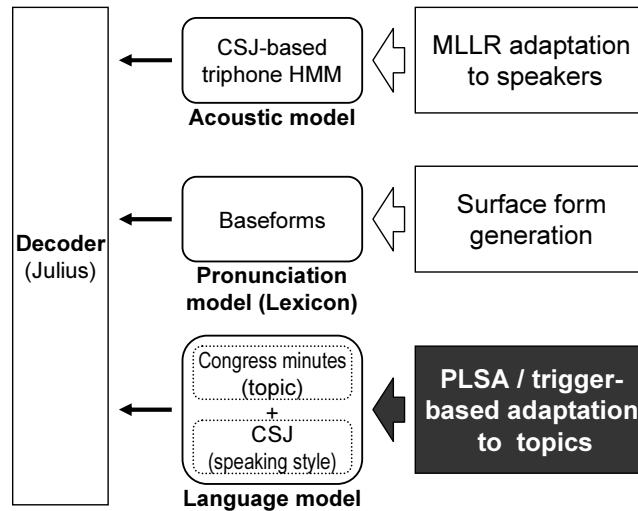 CSJ-based
triphone HMM
Acoustic model
MLLR adaptation
to speakers
Decoder
(Julius)
Baseforms
Pronunciation
model (Lexicon)
Surface form
generation
Congress minutes
(topic)
+
CSJ
(speaking style)
Language model
PLSA / trigger-
based adaptation
to topics